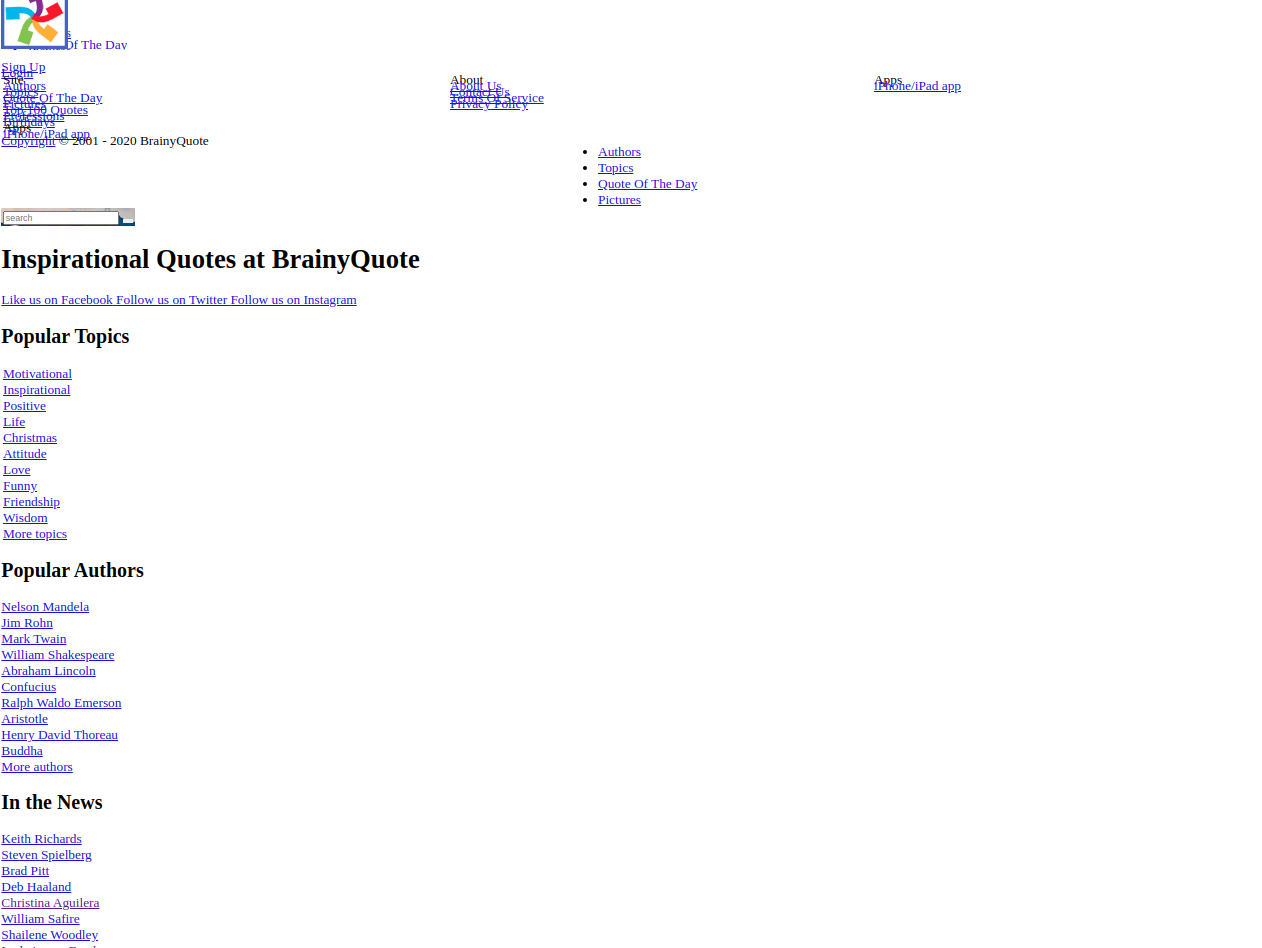 Of The Day
Sign Up
Login
Site
Authors
Topics
Quote Of The Day
Pictures
Top 100 Quotes
Professions
Birthdays
Apps
iPhone/iPad app
About
About Us
Contact Us
Terms Of Service
Privacy Policy
Apps
iPhone/iPad app
Copyright © 2001 - 2020 BrainyQuote
Authors
Topics
Quote Of The Day
Pictures
search
Inspirational Quotes at BrainyQuote
Like us on Facebook Follow us on Twitter Follow us on Instagram
Popular Topics
Motivational
Inspirational
Positive
Life
Christmas
Attitude
Love
Funny
Friendship
Wisdom
More topics
Popular Authors
Nelson Mandela
Jim Rohn
Mark Twain
William Shakespeare
Abraham Lincoln
Confucius
Ralph Waldo Emerson
Aristotle
Henry David Thoreau
Buddha
More authors
In the News
Keith Richards
Steven Spielberg
Brad Pitt
Deb Haaland
Christina Aguilera
William Safire
Shailene Woodley